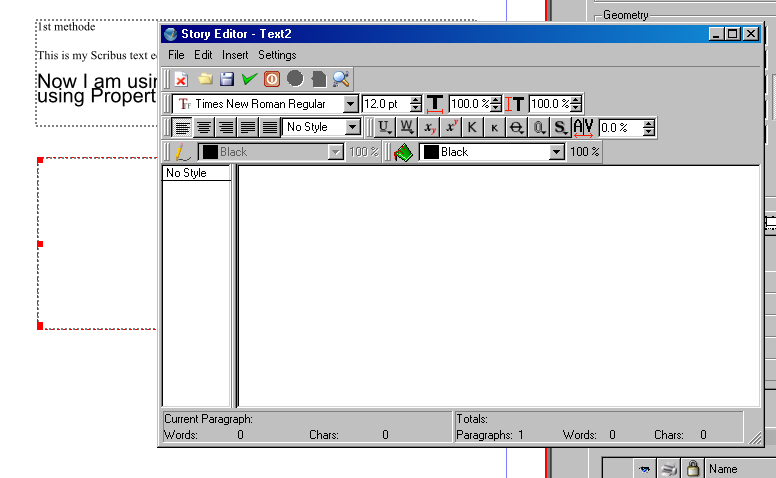 1st methode
Geometry
Story Editor - Text2
This is my Scribus text e
File Edit Insert Settings
Now I am usin
using Propert
Times New Roman Regular 12.0 pt 100.0 % 100.0 %
No Style 0.0 %
Black 100 % Black 100 %
No Style
Current Paragraph: Totals:
Words: 0 Chars: 0 Paragraphs: 1 Words: 0 Chars: 0
Name